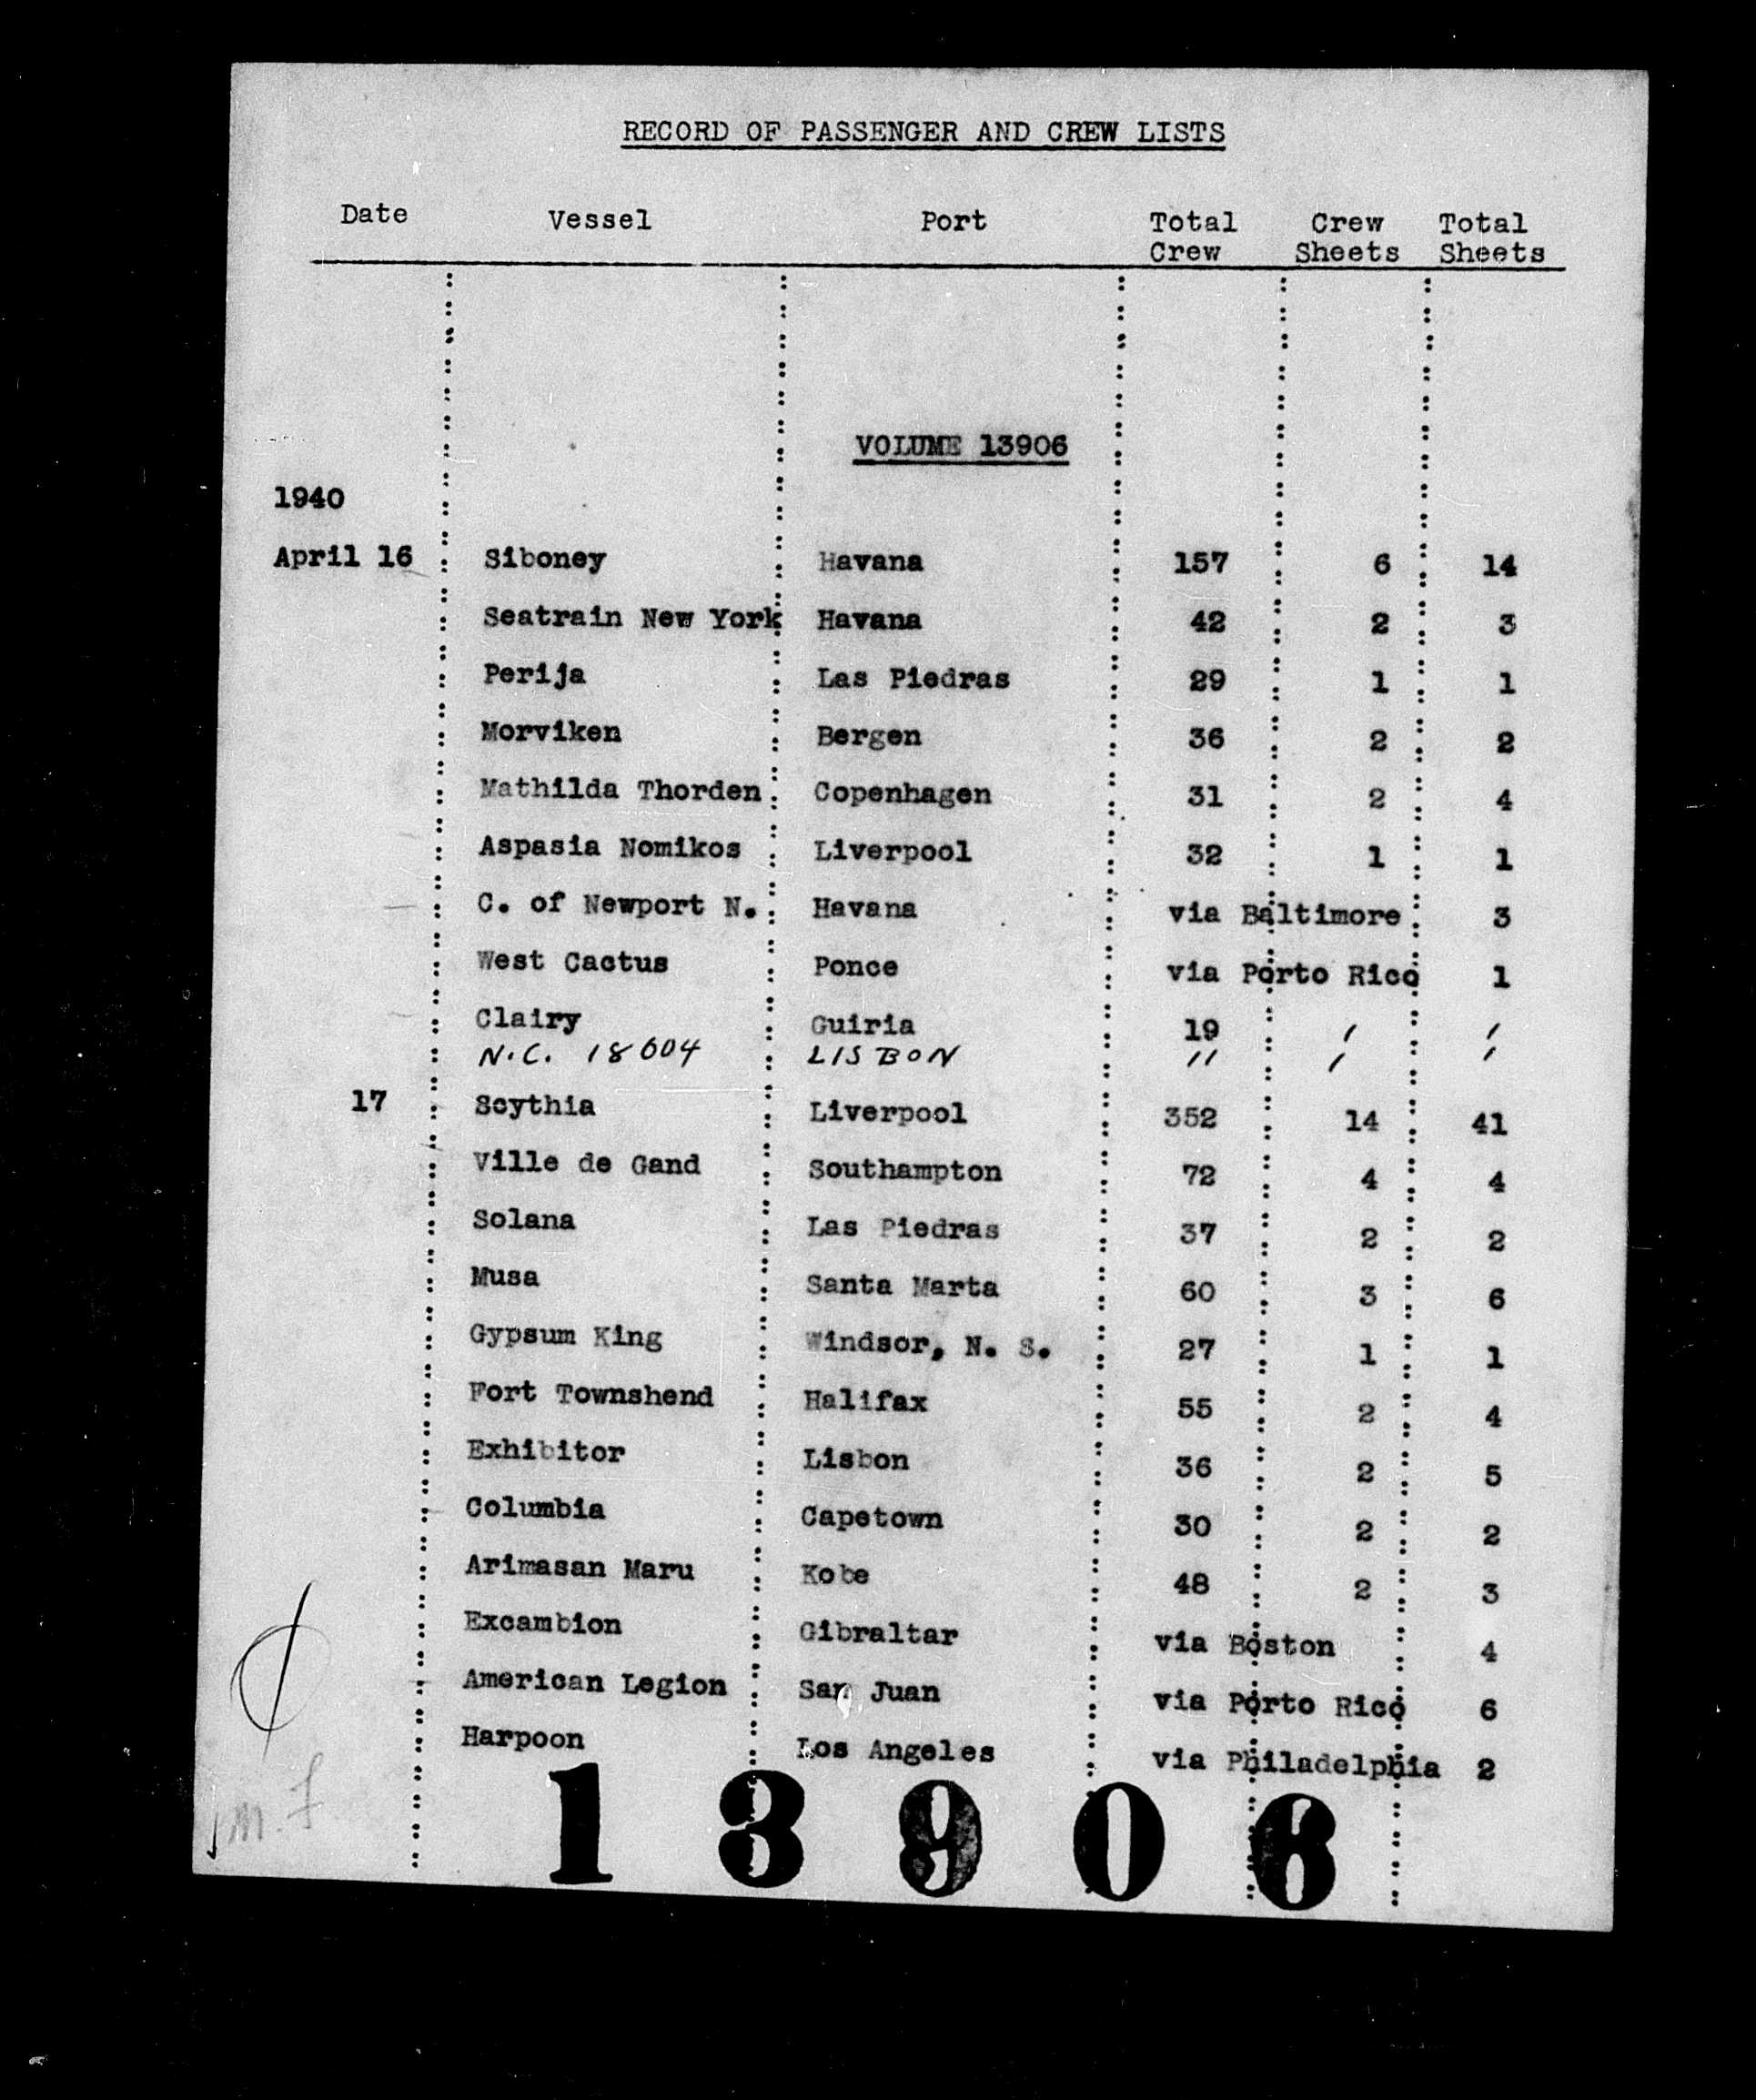 RECORD OF PASSENGER AND CREW LISTS
Date Vessel Port Total Crew Crew Sheets Total Sheets
VOLUME 13906
1940
April 16 Siboney Havana 157 6 14
Seatrain New York Havana 42 2 3
Perija Las Piedras 29 1 1
Morviken Bergen 36 2 2
Mathilda Thorden Copenhagen 31 2 4
Aspasia Nomikos Liverpool 32 1 1
C. of Newport N. Havana via Baltimore 3
West Cactus Ponce via Porto Rico 1
Clairy Guiria 19 1 1
N.C. 18604 LISBON 11 1 1
17 Scythia Liverpool 352 14 41
Ville de Gand Southampton 72 4 4
Solana Las Piedras 37 2 2
Musa Santa Marta 60 3 6
Gypsum King Windsor, N. S. 27 1 1
Fort Townshend Halifax 55 2 4
Exhibitor Lisbon 36 2 5
Columbia Capetown 30 2 2
Arimasan Maru Kobe 48 2 3
Excambion Gibraltar via Boston 4
American Legion San Juan via Porto Rico 6
Harpoon Los Angeles via Philadelphia 2
13906